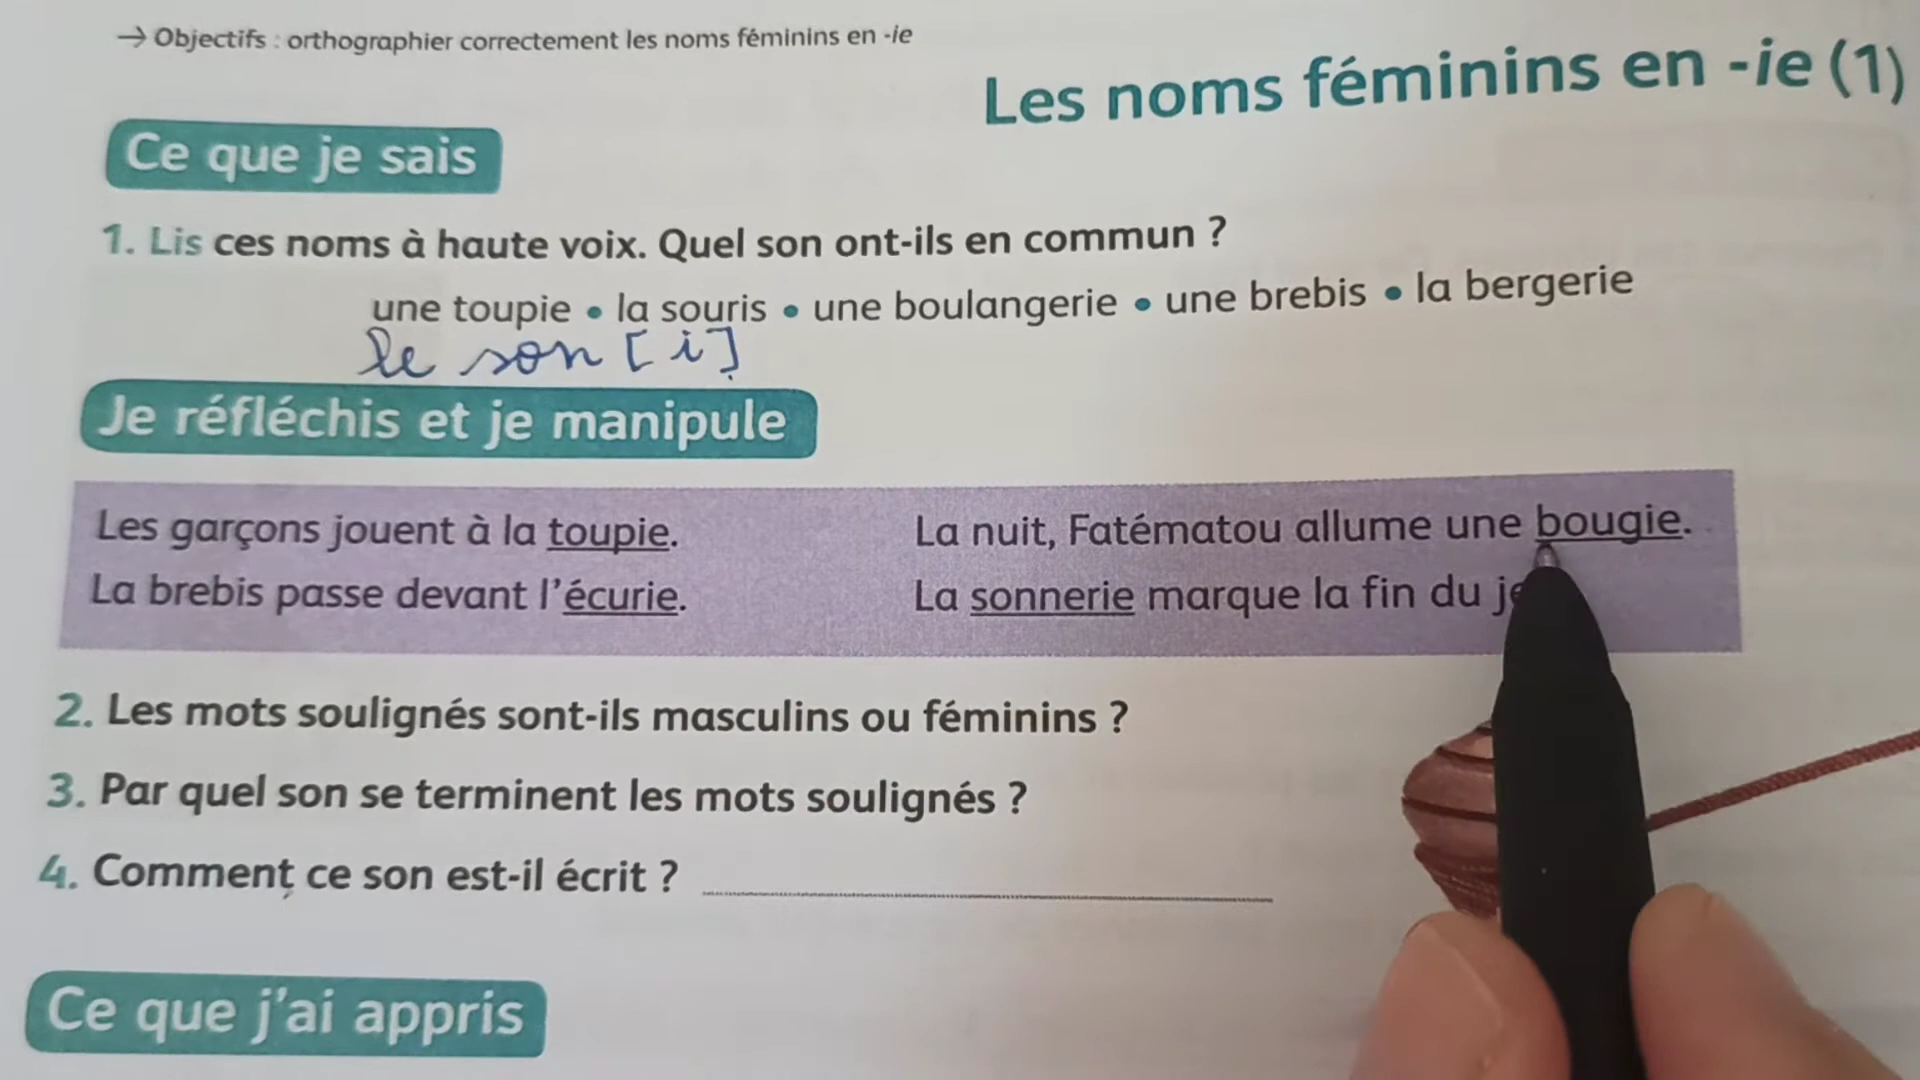 → Objectifs : orthographier correctement les noms féminins en -ie
Les noms féminins en -ie (1)
Ce que je sais
1. Lis ces noms à haute voix. Quel son ont-ils en commun ?
une toupie • la souris • une boulangerie • une brebis • la bergerie
le son [i]
Je réfléchis et je manipule
Les garçons jouent à la toupie.
La brebis passe devant l’écurie.
La nuit, Fatématou allume une bougie.
La sonnerie marque la fin du
2. Les mots soulignés sont-ils masculins ou féminins ?
3. Par quel son se terminent les mots soulignés ?
4. Comment ce son est-il écrit ?
Ce que j’ai appris